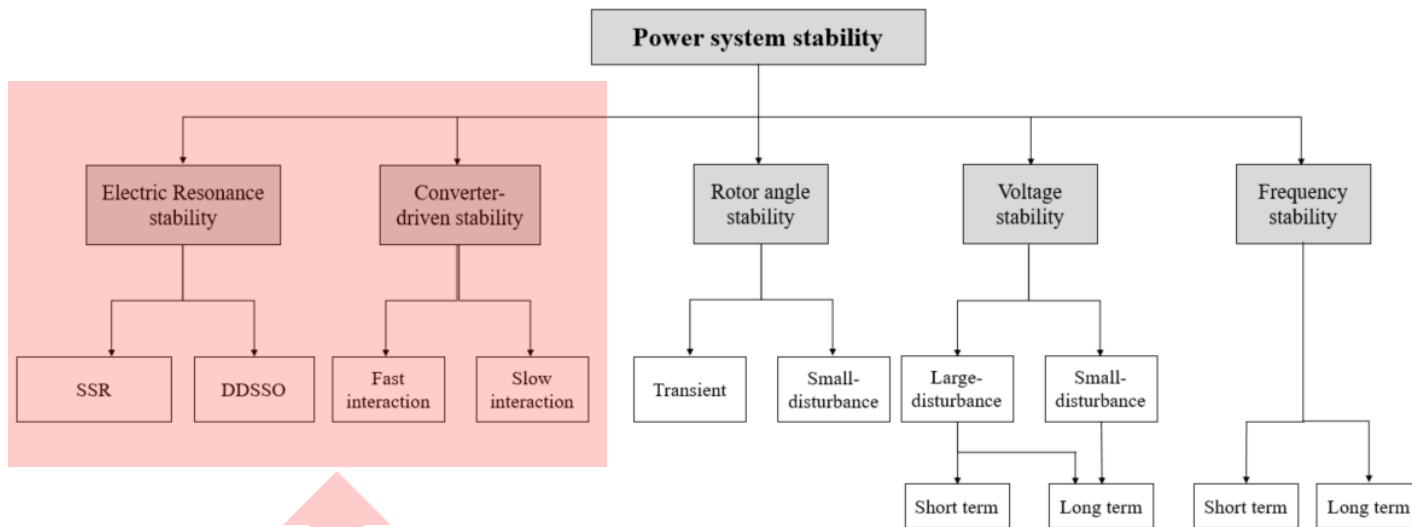 Power system stability
Electric Resonance
stability
Converter-
driven stability
Rotor angle
stability
Voltage
stability
Frequency
stability
SSR
DDSSO
Fast
interaction
Slow
interaction
Transient
Small-
disturbance
Large-
disturbance
Small-
disturbance
Short term
Long term
Short term
Long term